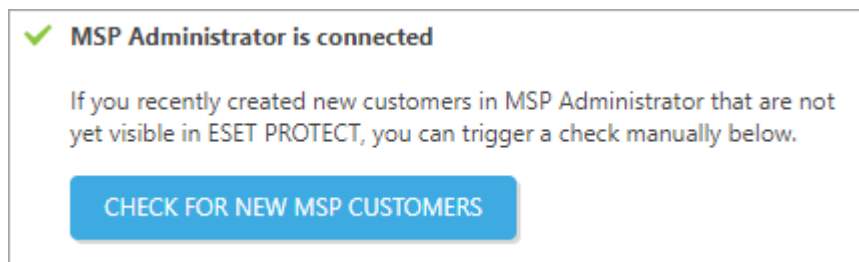 MSP Administrator is connected
If you recently created new customers in MSP Administrator that are not
yet visible in ESET PROTECT, you can trigger a check manually below.
CHECK FOR NEW MSP CUSTOMERS